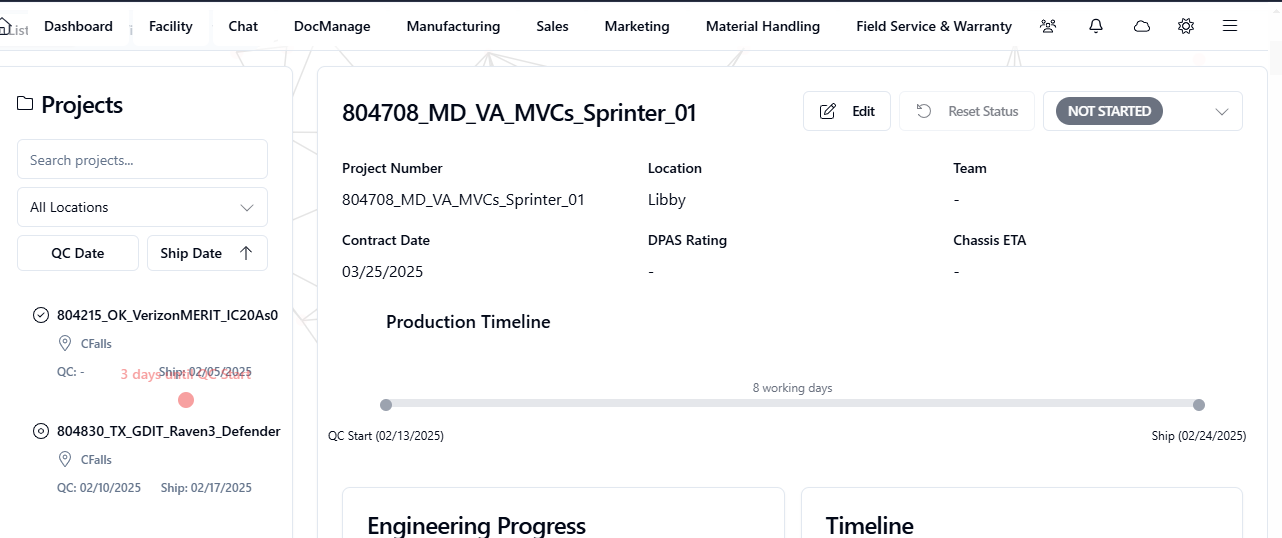 List
Dashboard
Facility
Chat
DocManage
Manufacturing
Sales
Marketing
Material Handling
Field Service & Warranty
Projects
Search projects...
All Locations
QC Date
Ship Date
804215_OK_VerizonMERIT_IC20As0
CFalls
QC: -
Ship: 02/05/2025
3 days until QC Start
804830_TX_GDIT_Raven3_Defender
CFalls
QC: 02/10/2025
Ship: 02/17/2025
804708_MD_VA_MVCs_Sprinter_01
Edit
Reset Status
NOT STARTED
Project Number
804708_MD_VA_MVCs_Sprinter_01
Location
Libby
Team
-
Contract Date
03/25/2025
DPAS Rating
-
Chassis ETA
-
Production Timeline
8 working days
QC Start (02/13/2025)
Ship (02/24/2025)
Engineering Progress
Timeline